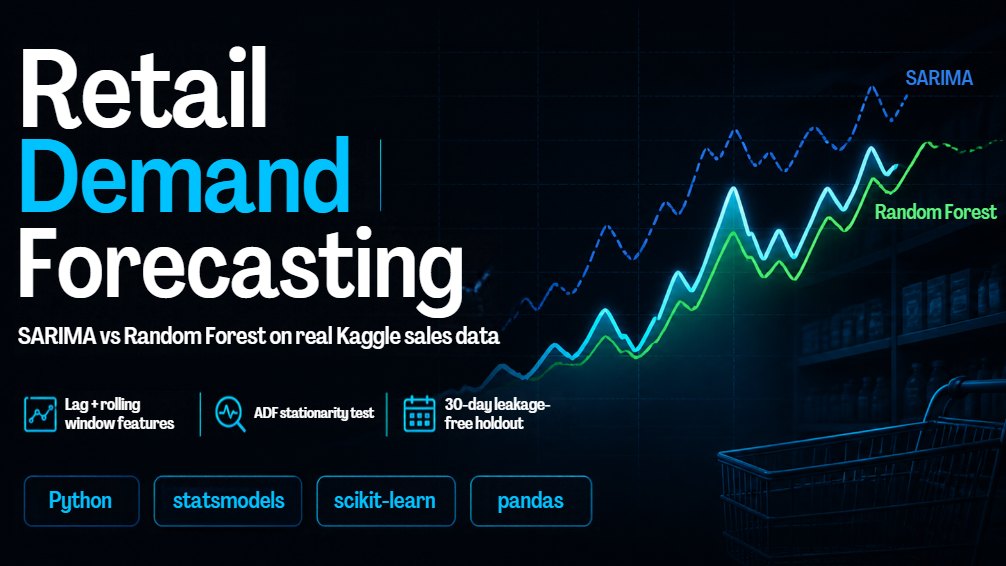 Retail
Demand
Forecasting
SARIMA vs Random Forest on real Kaggle sales data
Lag + rolling
window features
ADF stationarity test
30-day leakage-
free holdout
Python
statsmodels
scikit-learn
pandas
SARIMA
Random Forest